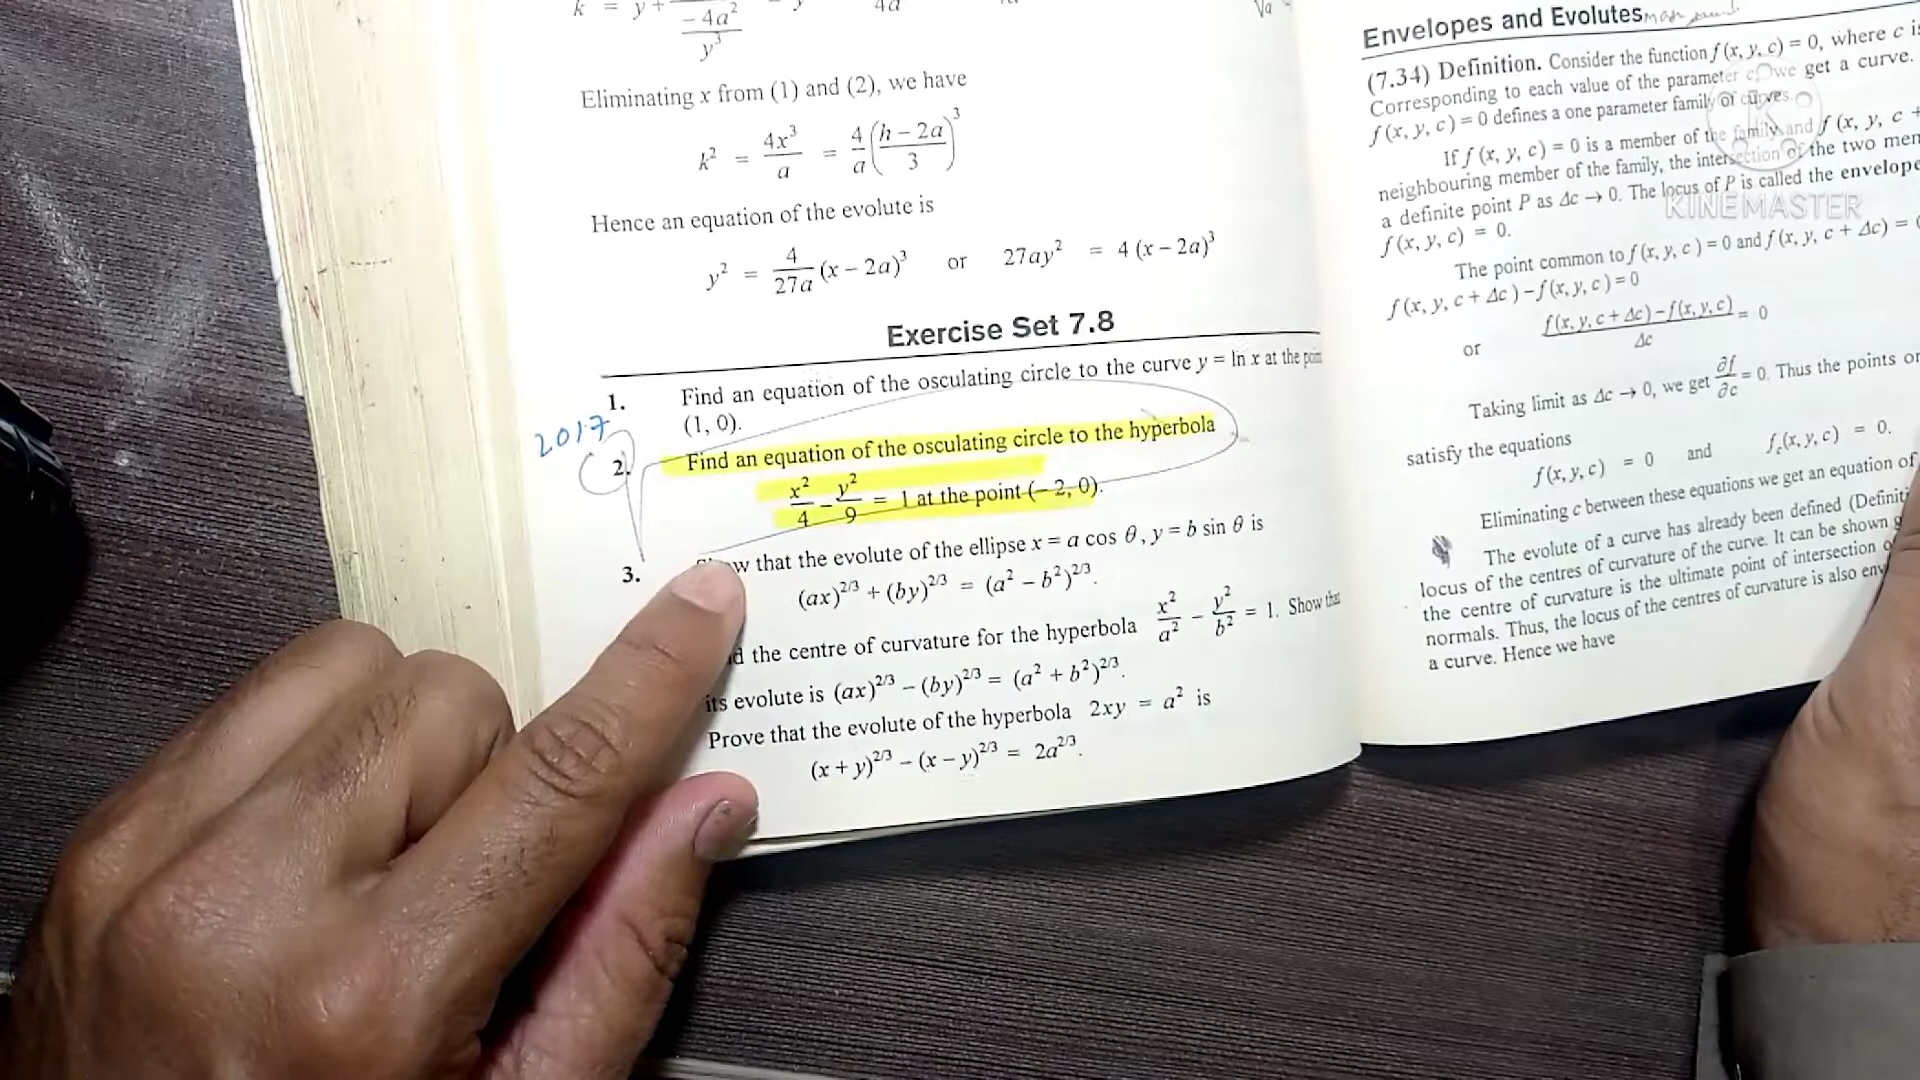 k = y +
-4a²
y³
4a
Eliminating x from (1) and (2), we have
k² = 4x³/a = 4/a ((h − 2a)/3)³
Hence an equation of the evolute is
y² = 4/27a (x − 2a)³ or 27ay² = 4 (x − 2a)³
Exercise Set 7.8
1. Find an equation of the osculating circle to the curve y = ln x at the
(1, 0).
2017
2. Find an equation of the osculating circle to the hyperbola
x²/4 − y²/9 = 1 at the point (−2, 0).
3. that the evolute of the ellipse x = a cos θ, y = b sin θ is
(ax)^2/3 + (by)^2/3 = (a² − b²)^2/3.
the centre of curvature for the hyperbola x²/a² − y²/b² = 1. Show
its evolute is (ax)^2/3 − (by)^2/3 = (a² + b²)^2/3.
Prove that the evolute of the hyperbola 2xy = a² is
(x + y)^2/3 − (x − y)^2/3 = 2a^2/3.
Envelopes and Evolutes
(7.34) Definition. Consider the function f (x, y, c) = 0, where c
Corresponding to each value of the parameter c, we get a curve.
f (x, y, c) = 0 defines a one parameter family of curves.
If f (x, y, c) = 0 is a member of the family and f (x, y, c +
neighbouring member of the family, the intersection of the two
a definite point P as Δc → 0. The locus of P is called the envelope
KINEMASTER
f (x, y, c) = 0.
The point common to f (x, y, c) = 0 and f (x, y, c + Δc) =
f (x, y, c + Δc) − f (x, y, c) = 0
or f (x, y, c + Δc) − f (x, y, c)/Δc = 0
Taking limit as Δc → 0, we get ∂f/∂c = 0. Thus the points
satisfy the equations
f (x, y, c) = 0 and f_c(x, y, c) = 0.
Eliminating c between these equations we get an equation of
The evolute of a curve has already been defined
locus of the centres of curvature of the curve. It can be shown
the centre of curvature is the ultimate point of intersection
normals. Thus, the locus of the centres of curvature is also
a curve. Hence we have